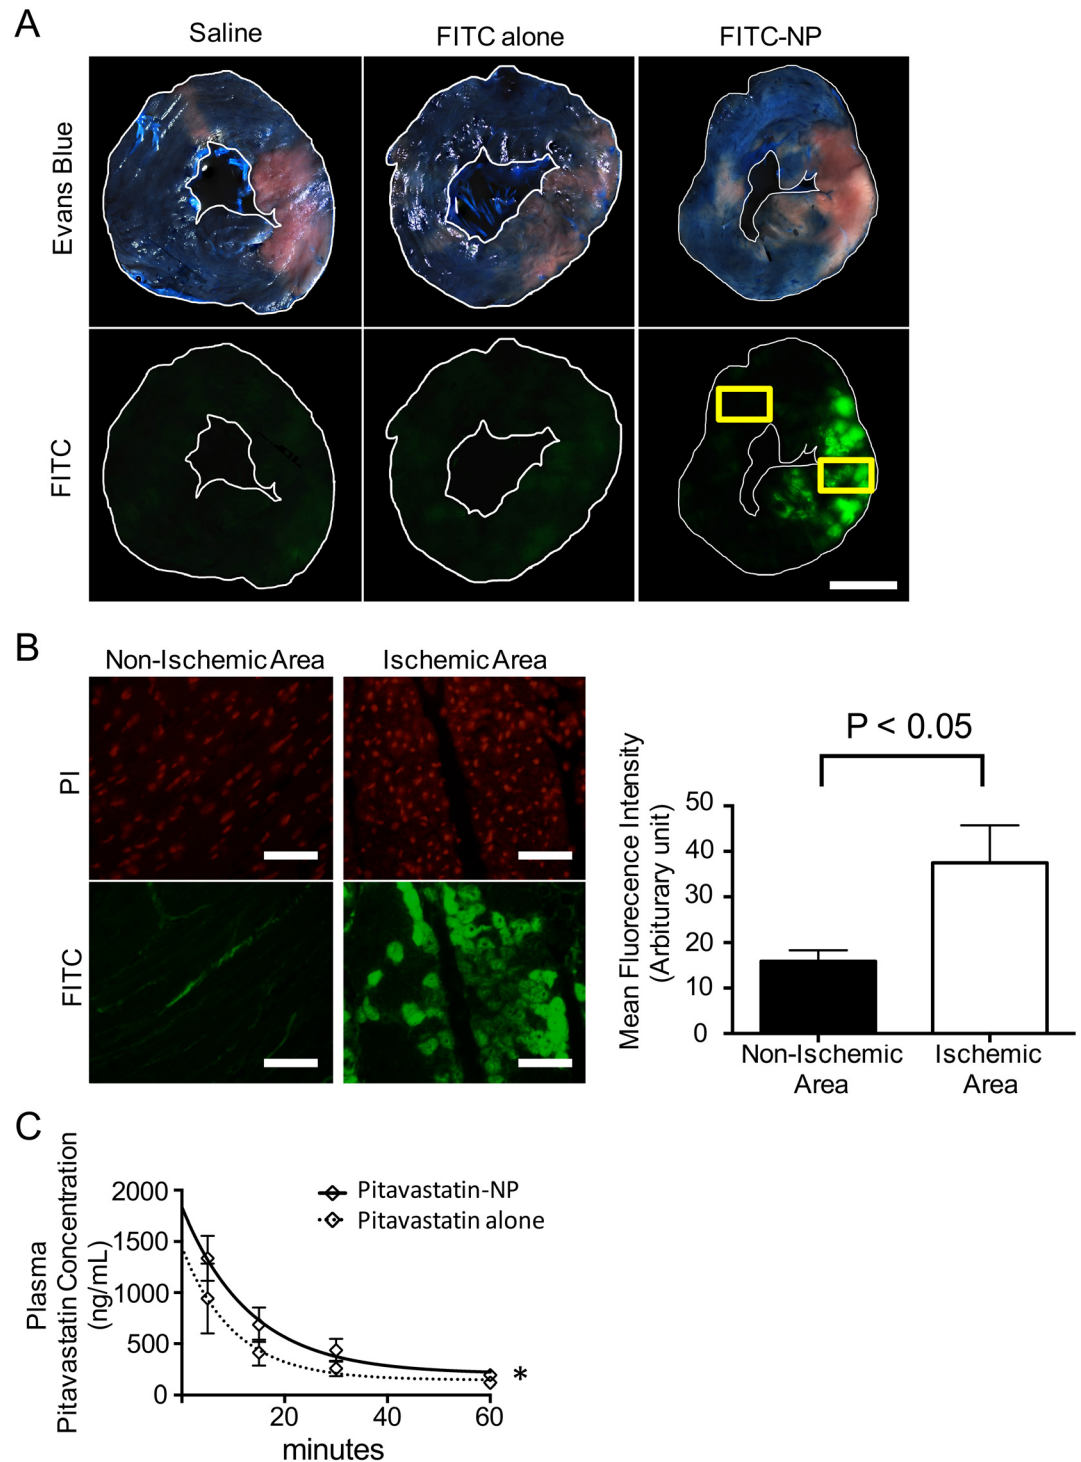 A
Saline
FITC alone
FITC-NP
Evans Blue
FITC
B
Non-Ischemic Area
Ischemic Area
PI
FITC
P < 0.05
Mean Fluorecence Intensity
(Arbiturary unit)
50
40
30
20
10
0
Non-Ischemic
Area
Ischemic
Area
C
Plasma
Pitavastatin Concentration
(ng/mL)
2000
1500
1000
500
0
Pitavastatin-NP
Pitavastatin alone
*
20
40
60
minutes